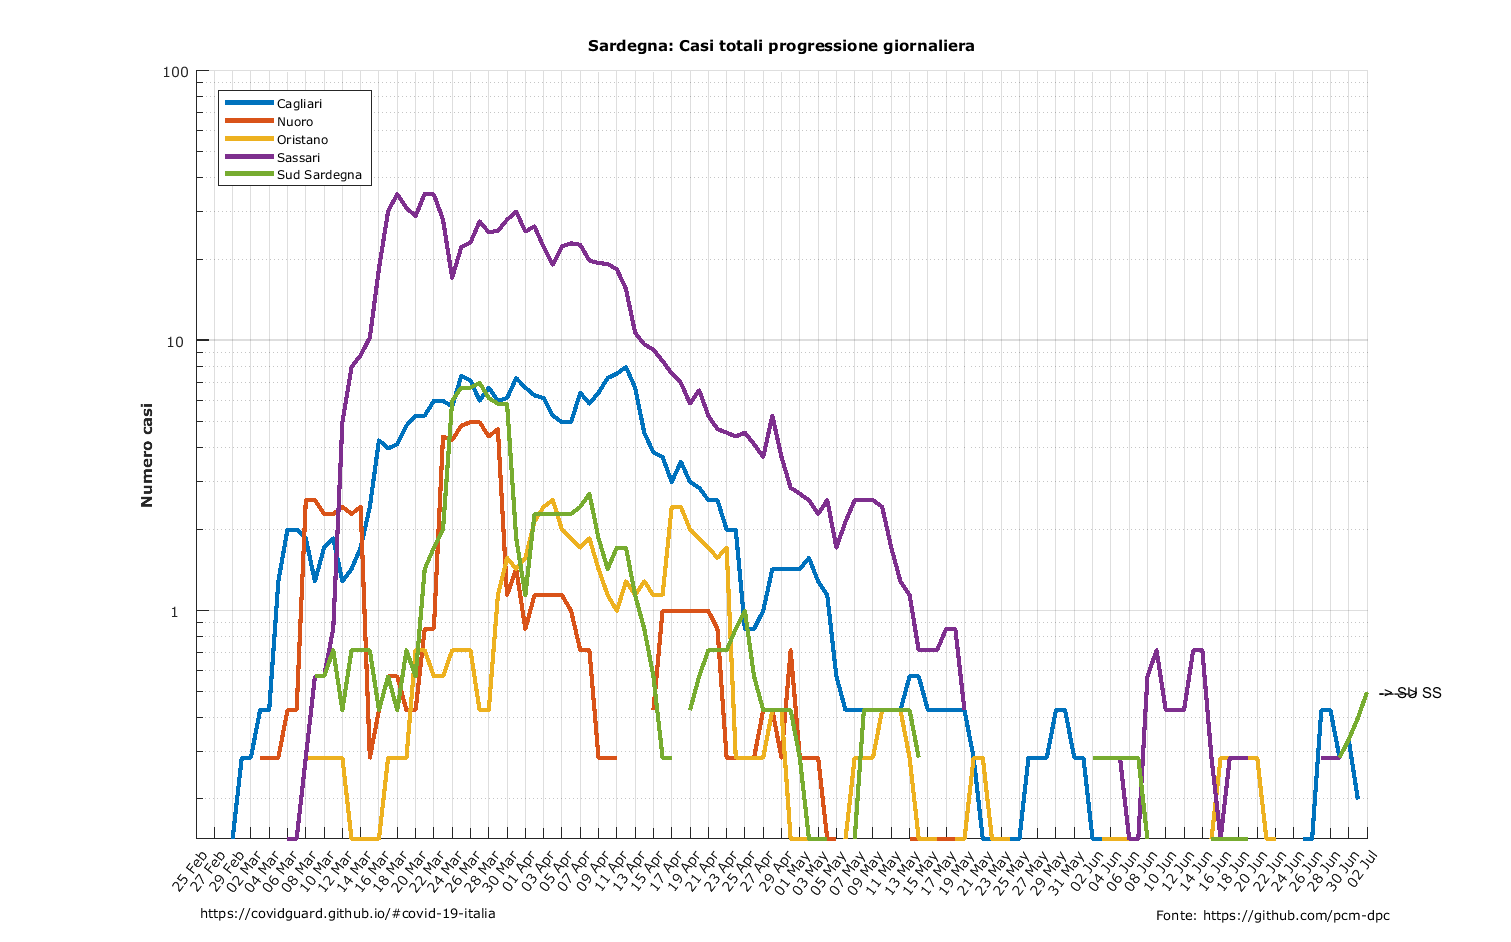 Sardegna: Casi totali progressione giornaliera
100
10
1
Numero casi
Cagliari
Nuoro
Oristano
Sassari
Sud Sardegna
SS
25 Feb
27 Feb
29 Feb
02 Mar
04 Mar
06 Mar
08 Mar
10 Mar
12 Mar
14 Mar
16 Mar
18 Mar
20 Mar
22 Mar
24 Mar
26 Mar
28 Mar
30 Mar
01 Apr
03 Apr
05 Apr
07 Apr
09 Apr
11 Apr
13 Apr
15 Apr
17 Apr
19 Apr
21 Apr
23 Apr
25 Apr
27 Apr
29 Apr
01 May
03 May
05 May
07 May
09 May
11 May
13 May
15 May
17 May
19 May
21 May
23 May
25 May
27 May
29 May
31 May
02 Jun
04 Jun
06 Jun
08 Jun
10 Jun
12 Jun
14 Jun
16 Jun
18 Jun
20 Jun
22 Jun
24 Jun
26 Jun
28 Jun
30 Jun
02 Jul
https://covidguard.github.io/#covid-19-italia
Fonte: https://github.com/pcm-dpc